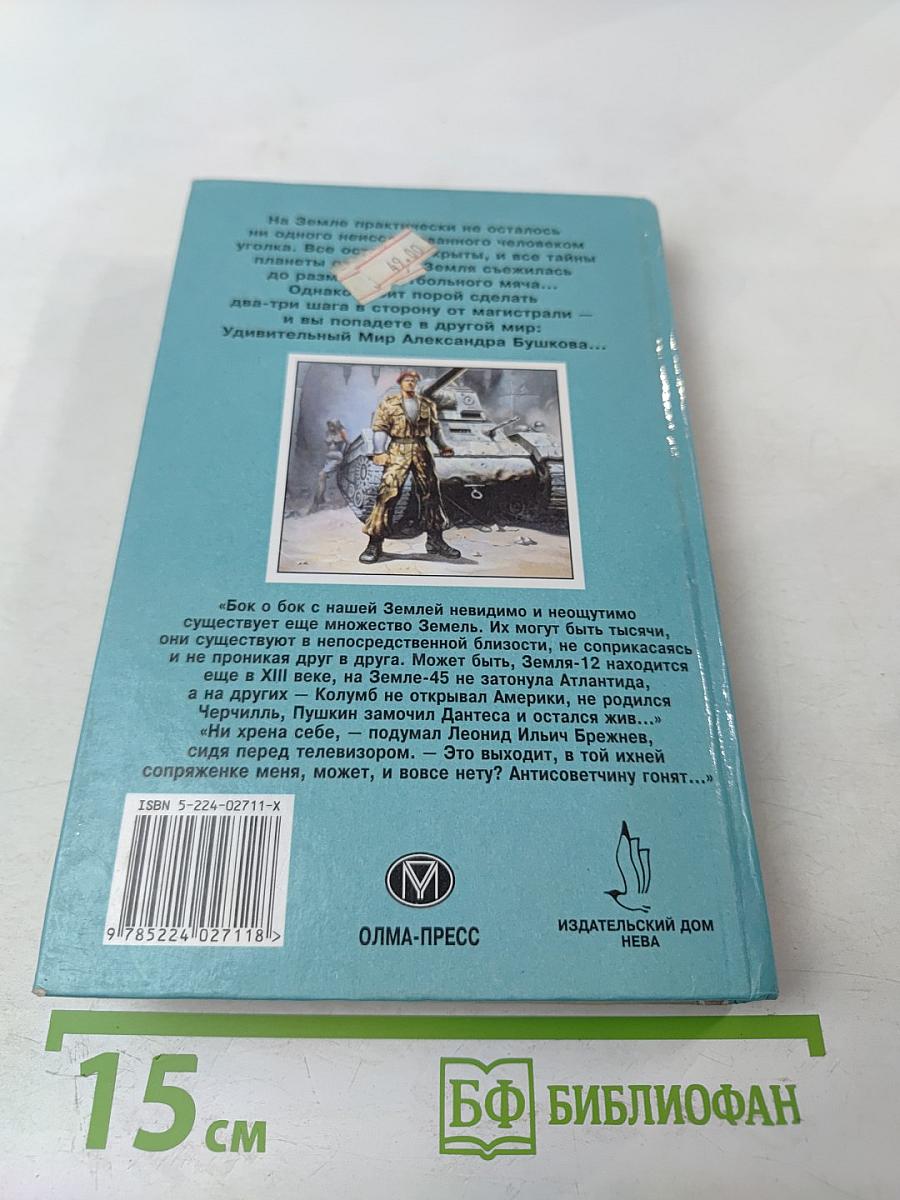 На Земле практически не осталось
ни одного неисс ванного человеком
уголка. Все ос крыты, и все тайны
планеты Земля съежилась
до разм больного мяча...
Однако ит порой сделать
два-три шага в сторону от магистрали —
и вы попадете в другой мир:
Удивительный Мир Александра Бушкова...
49.00
«Бок о бок с нашей Землей невидимо и неощутимо
существует еще множество Земель. Их могут быть тысячи,
они существуют в непосредственной близости, не соприкасаясь
и не проникая друг в друга. Может быть, Земля-12 находится
еще в XIII веке, на Земле-45 не затонула Атлантида,
а на других — Колумб не открывал Америки, не родился
Черчилль, Пушкин замочил Дантеса и остался жив...»
«Ни хрена себе, — подумал Леонид Ильич Брежнев,
сидя перед телевизором. — Это выходит, в той ихней
сопряженке меня, может, и вовсе нету? Антисоветчину гонят...»
ISBN 5-224-02711-X
9 785224 027118 >
ОЛМА-ПРЕСС
ИЗДАТЕЛЬСКИЙ ДОМ
НЕВА
15 см
БФ БИБЛИОФАН